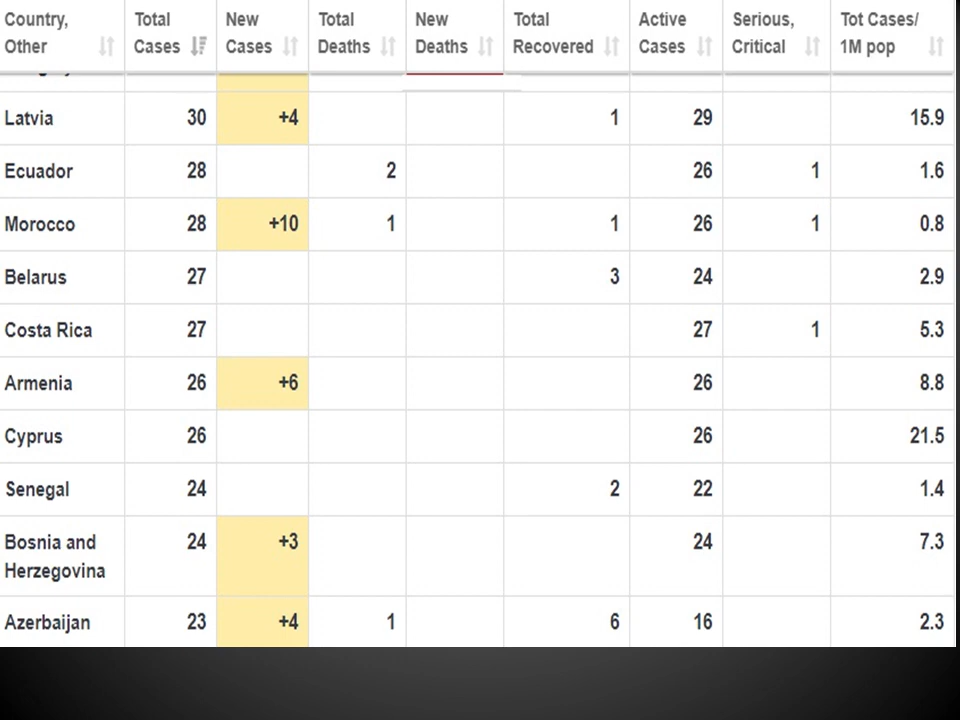 Country, Other Total Cases New Cases Total Deaths New Deaths Total Recovered Active Cases Serious, Critical Tot Cases/ 1M pop
Latvia 30 +4 1 29 15.9
Ecuador 28 2 26 1 1.6
Morocco 28 +10 1 1 26 1 0.8
Belarus 27 3 24 2.9
Costa Rica 27 27 1 5.3
Armenia 26 +6 26 8.8
Cyprus 26 26 21.5
Senegal 24 2 22 1.4
Bosnia and Herzegovina 24 +3 24 7.3
Azerbaijan 23 +4 1 6 16 2.3